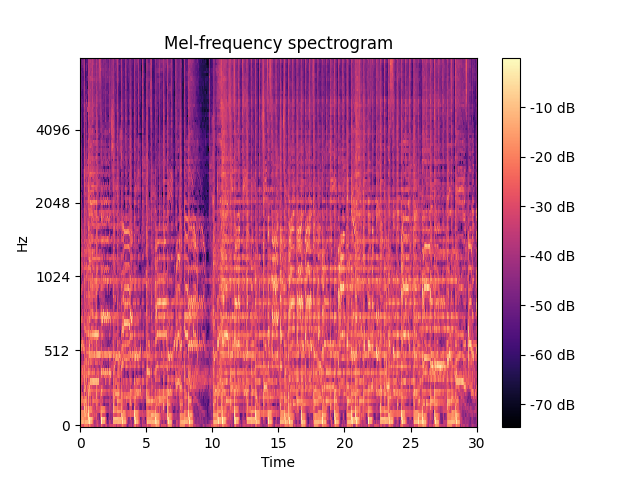 Mel-frequency spectrogram
Hz
4096
2048
1024
512
0
0 5 10 15 20 25 30
Time
-10 dB
-20 dB
-30 dB
-40 dB
-50 dB
-60 dB
-70 dB